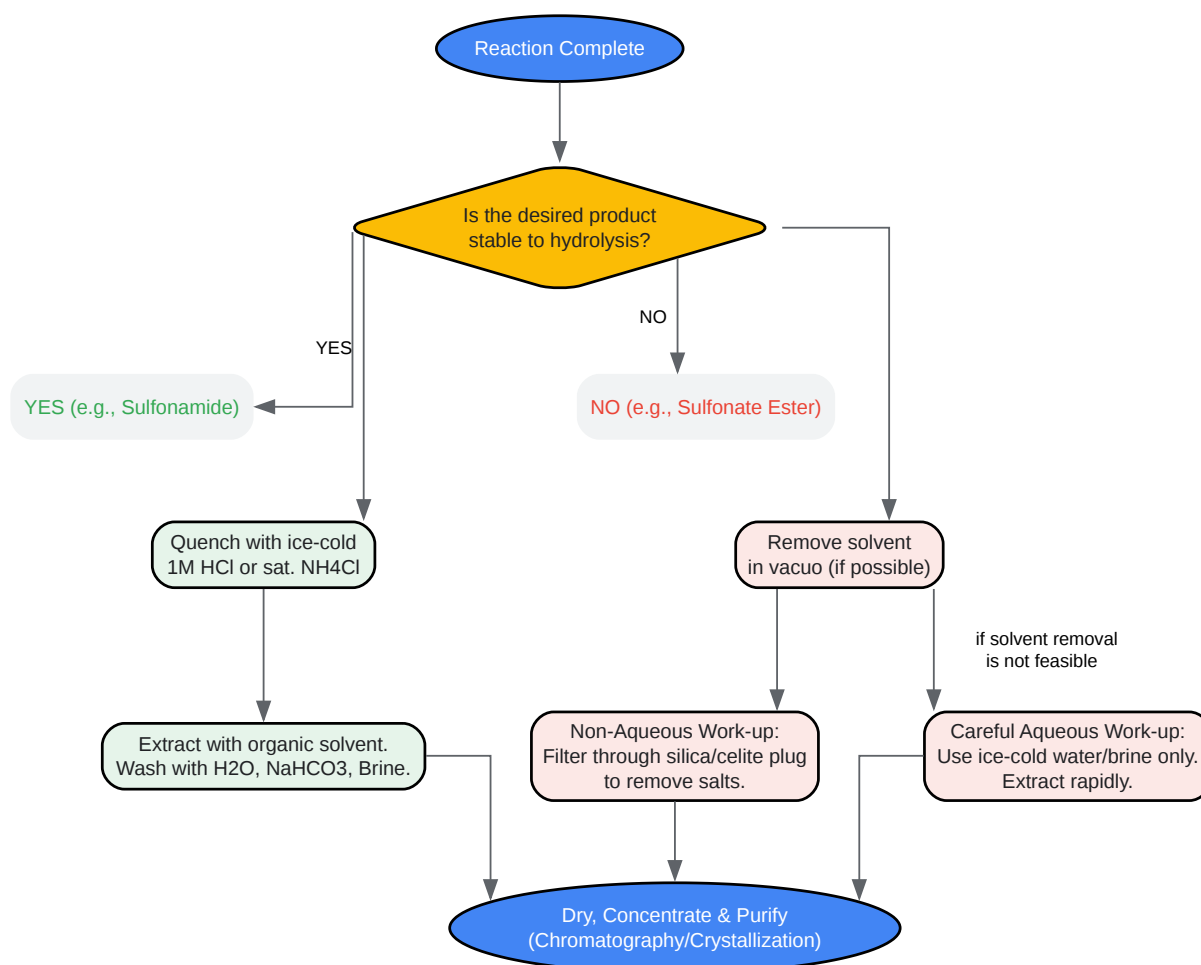 Reaction Complete
Is the desired product
stable to hydrolysis?
YES
NO
YES (e.g., Sulfonamide)
NO (e.g., Sulfonate Ester)
Quench with ice-cold
1M HCl or sat. NH4Cl
Remove solvent
in vacuo (if possible)
if solvent removal
is not feasible
Extract with organic solvent.
Wash with H2O, NaHCO3, Brine.
Non-Aqueous Work-up:
Filter through silica/celite plug
to remove salts.
Careful Aqueous Work-up:
Use ice-cold water/brine only.
Extract rapidly.
Dry, Concentrate & Purify
(Chromatography/Crystallization)